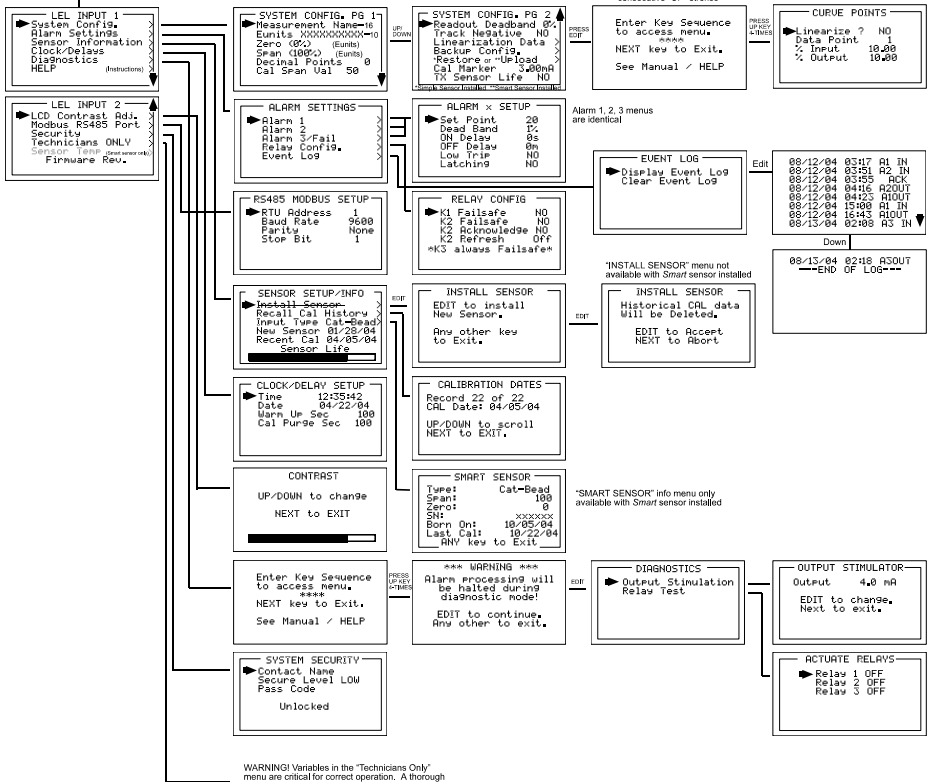 LEL INPUT 1
System Config.
Alarm Settings
Sensor Information
Clock/Delays
Diagnostics
HELP (Instructions)
LEL INPUT 2
LCD Contrast Adj.
Modbus RS485 Port
Security
Technicians ONLY
Sensor Temp (Smart sensor only)
Firmware Rev.
SYSTEM CONFIG. PG 1
Measurement Name-16
Eunits XXXXXXXXXX-10
Zero (0%) (Eunits)
Span (100%) (Eunits)
Decimal Points 0
Cal Span Val 50
UP/
DOWN
SYSTEM CONFIG. PG 2
Readout Deadband 0%
Track Negative NO
Linearization Data >
Backup Config. >
*Restore or **Upload >
Cal Marker 3.00mA
TX Sensor Life NO
*Simple Sensor Installed **Smart Sensor Installed
PRESS
EDIT
Enter Key Sequence
to access menu.
****
NEXT key to Exit.
See Manual / HELP
PRESS
UP KEY
4-TIMES
CURVE POINTS
Linearize ? NO
Data Point 1
% Input 10.00
% Output 10.00
ALARM SETTINGS
Alarm 1 >
Alarm 2 >
Alarm 3/Fail >
Relay Config. >
Event Log >
ALARM x SETUP
Set Point 20
Dead Band 1%
ON Delay 0s
OFF Delay 0m
Low Trip NO
Latching NO
Alarm 1, 2, 3 menus
are identical
EVENT LOG
Display Event Log
Clear Event Log
Edit
08/12/04 03:17 A1 IN
08/12/04 03:51 A2 IN
08/12/04 03:55 ACK
08/12/04 04:16 A2OUT
08/12/04 04:23 A1OUT
08/12/04 15:00 A1 IN
08/12/04 16:43 A1OUT
08/13/04 02:08 A3 IN
Down
08/13/04 02:18 A3OUT
---END OF LOG---
RS485 MODBUS SETUP
RTU Address 1
Baud Rate 9600
Parity None
Stop Bit 1
RELAY CONFIG
K1 Failsafe NO
K2 Failsafe NO
K2 Acknowledge NO
K2 Refresh Off
*K3 always Failsafe*
"INSTALL SENSOR" menu not
available with Smart sensor installed
SENSOR SETUP/INFO
Install Sensor >
Recall Cal History >
Input Type Cat-Bead>
New Sensor 01/28/04
Recent Cal 04/05/04
Sensor Life
EDIT
INSTALL SENSOR
EDIT to install
New Sensor.
Any other key
to Exit.
EDIT
INSTALL SENSOR
Historical CAL data
Will be Deleted.
EDIT to Accept
NEXT to Abort
CLOCK/DELAY SETUP
Time 12:35:42
Date 04/22/04
Warm Up Sec 100
Cal Purge Sec 100
CALIBRATION DATES
Record 22 of 22
CAL Date: 04/05/04
UP/DOWN to scroll
NEXT to EXIT.
CONTRAST
UP/DOWN to change
NEXT to EXIT
SMART SENSOR
Type: Cat-Bead
Span: 100
Zero: 0
SN: xxxxxx
Born On: 10/05/04
Last Cal: 10/22/04
ANY key to Exit
"SMART SENSOR" info menu only
available with Smart sensor installed
Enter Key Sequence
to access menu.
****
NEXT key to Exit.
See Manual / HELP
PRESS
UP KEY
4-TIMES
*** WARNING ***
Alarm processing will
be halted during
diagnostic mode!
EDIT to continue.
Any other to exit.
EDIT
DIAGNOSTICS
Output Stimulation
Relay Test
OUTPUT STIMULATOR
Output 4.0 mA
EDIT to change.
Next to exit.
ACTUATE RELAYS
Relay 1 OFF
Relay 2 OFF
Relay 3 OFF
SYSTEM SECURITY
Contact Name
Secure Level LOW
Pass Code
Unlocked
WARNING! Variables in the "Technicians Only"
menu are critical for correct operation. A thorough